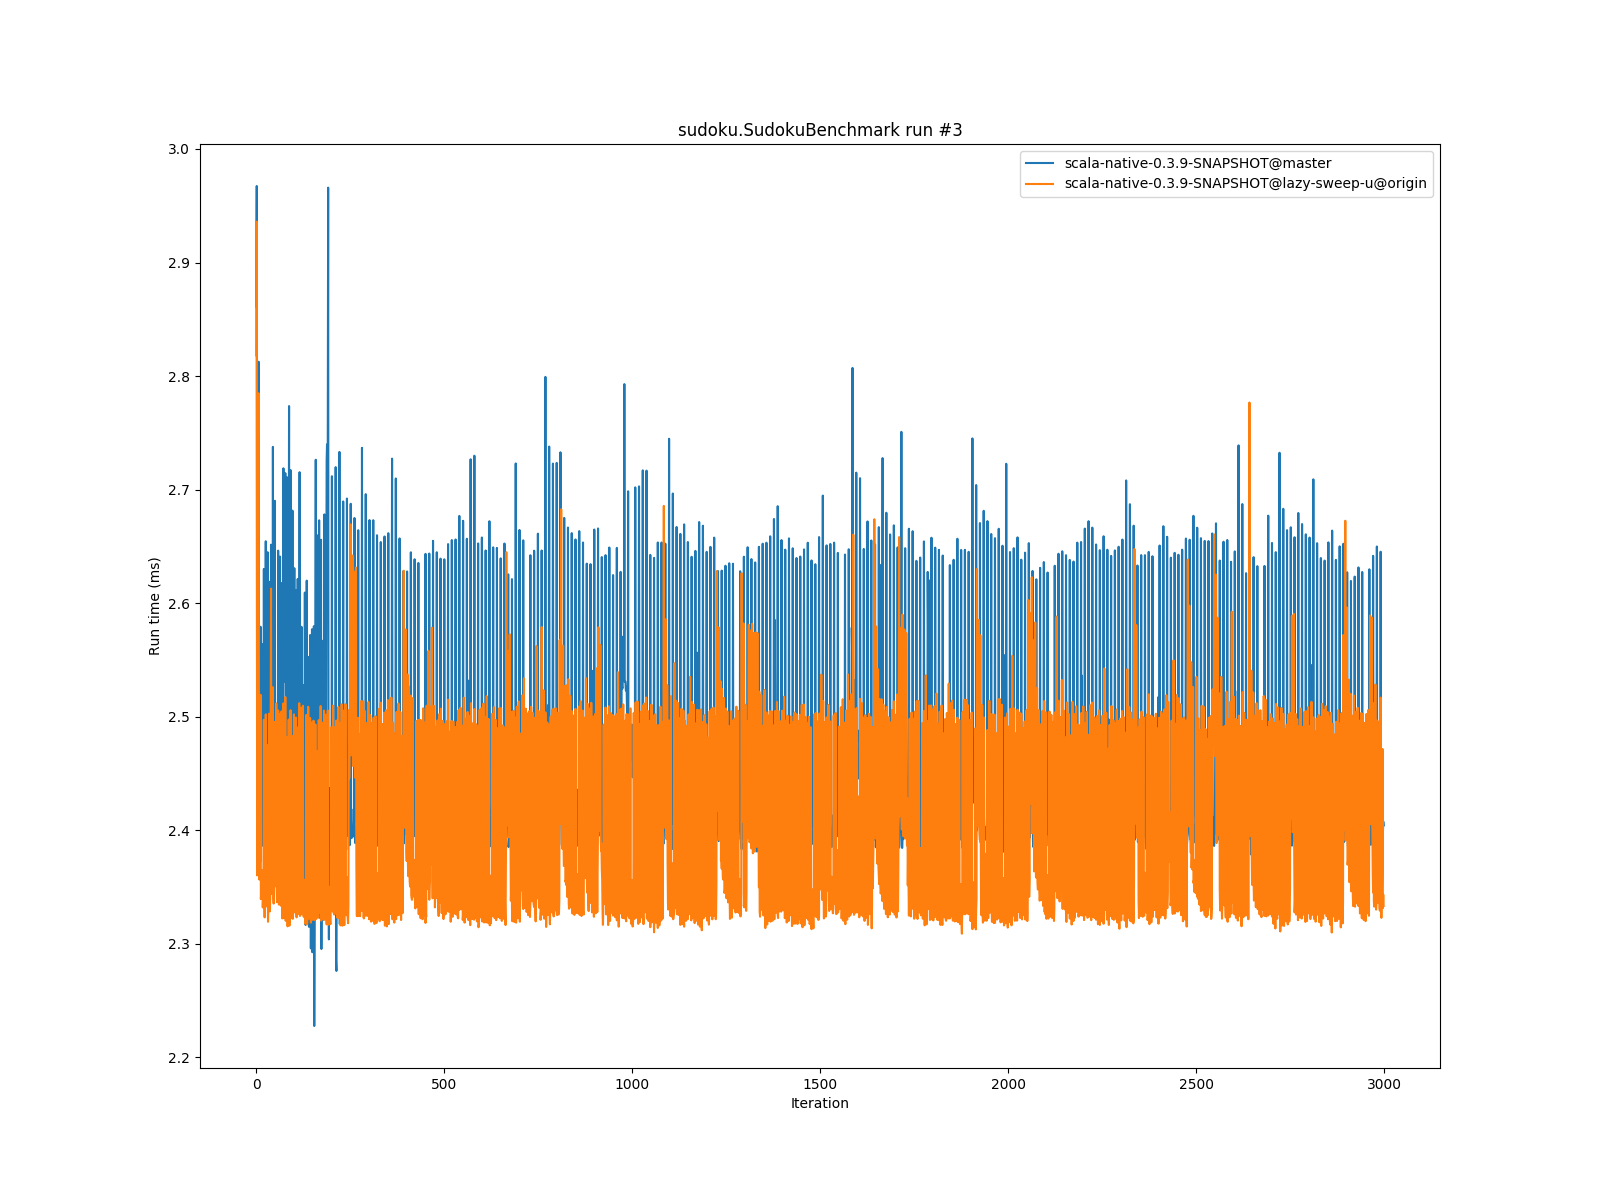 sudoku.SudokuBenchmark run #3
scala-native-0.3.9-SNAPSHOT@master
scala-native-0.3.9-SNAPSHOT@lazy-sweep-u@origin
3.0
2.9
2.8
2.7
2.6
2.5
2.4
2.3
2.2
Run time (ms)
0 500 1000 1500 2000 2500 3000
Iteration